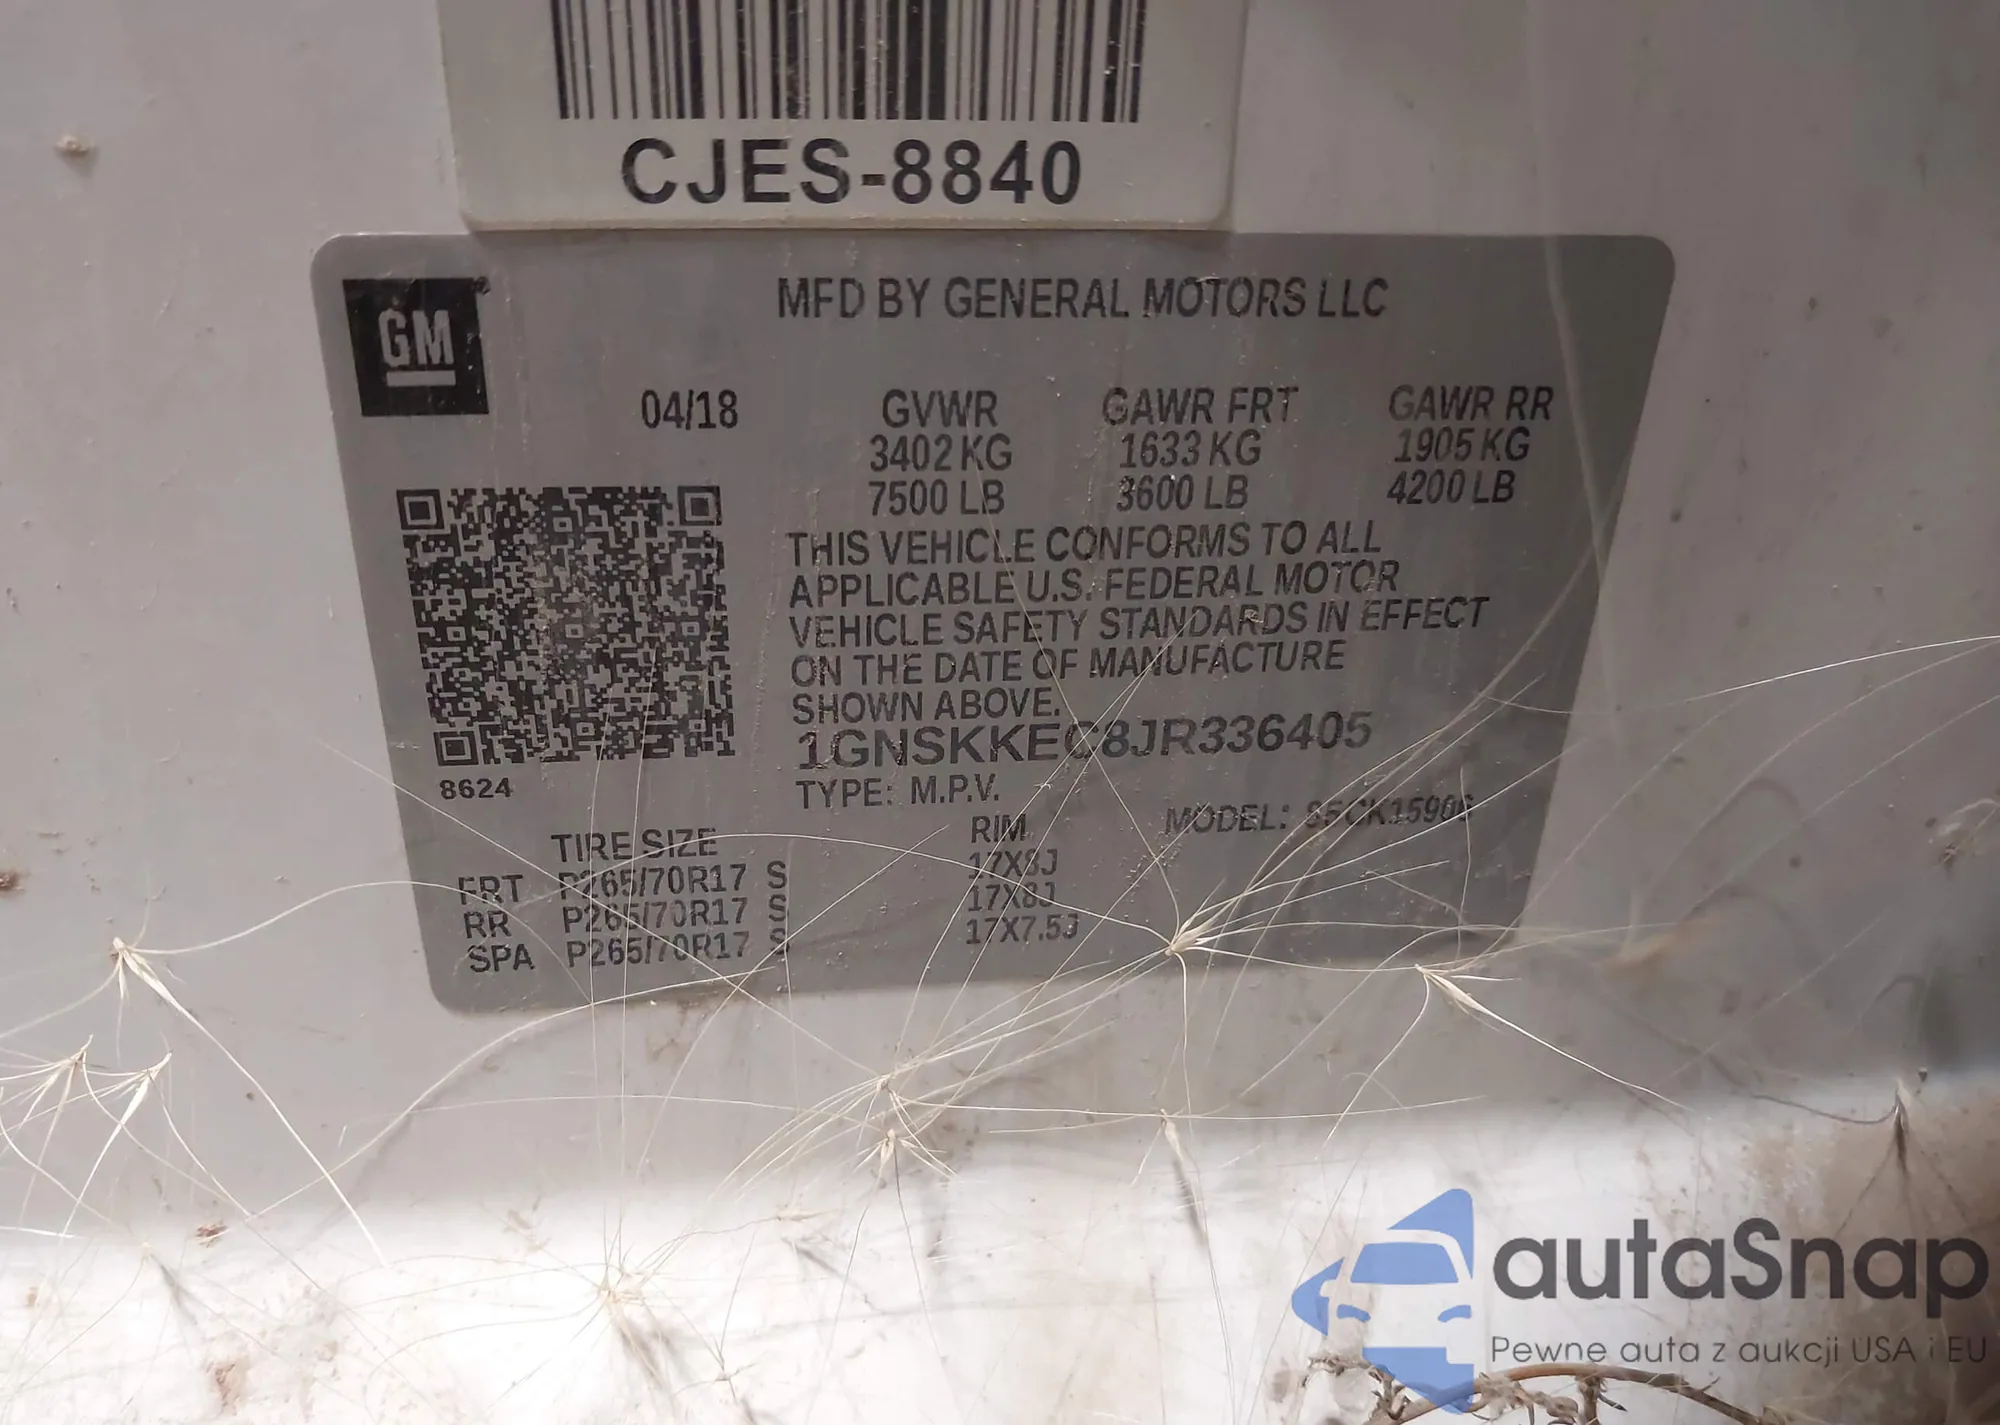 CJES-8840
GM
MFD BY GENERAL MOTORS LLC
04/18 GVWR GAWR FRT GAWR RR
3402 KG 1633 KG 1905 KG
7500 LB 3600 LB 4200 LB
THIS VEHICLE CONFORMS TO ALL
APPLICABLE U.S. FEDERAL MOTOR
VEHICLE SAFETY STANDARDS IN EFFECT
ON THE DATE OF MANUFACTURE
SHOWN ABOVE.
1GNSKKEC8JR336405
8624
TYPE: M.P.V. MODEL:
TIRE SIZE RIM
FRT P265/70R17 S 17X8J
RR P265/70R17 S 17X8J
SPA P265/70R17 S 17X7.5J
autaSnap
Pewne auta z aukcji USA i EU